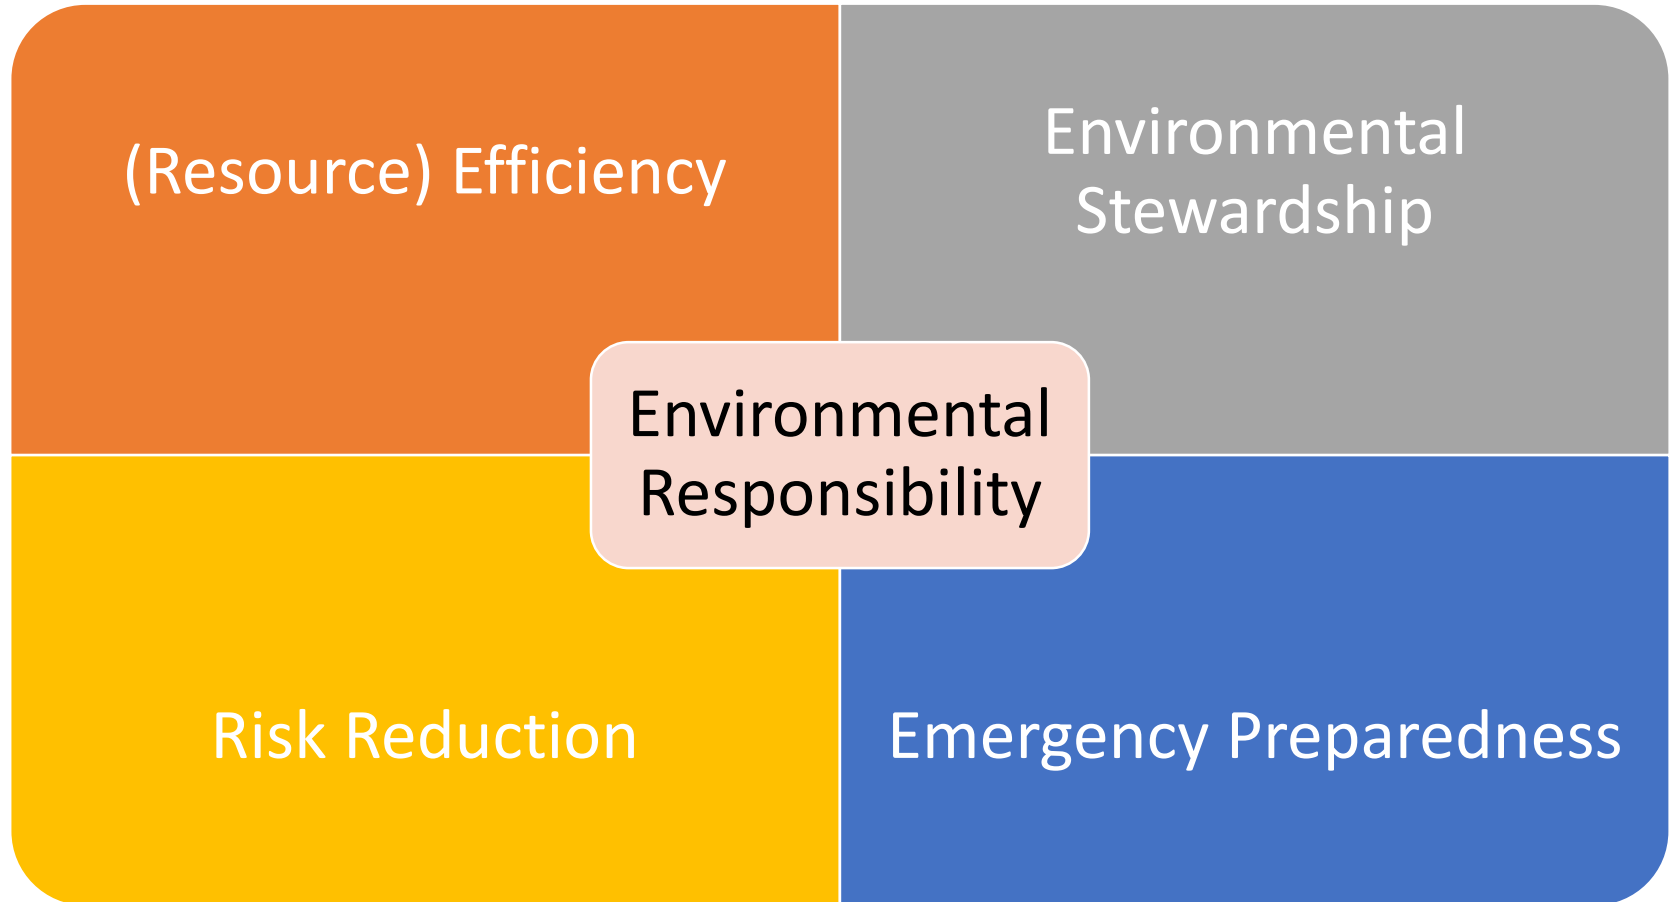 (Resource) Efficiency
Environmental
Stewardship
Environmental
Responsibility
Risk Reduction
Emergency Preparedness